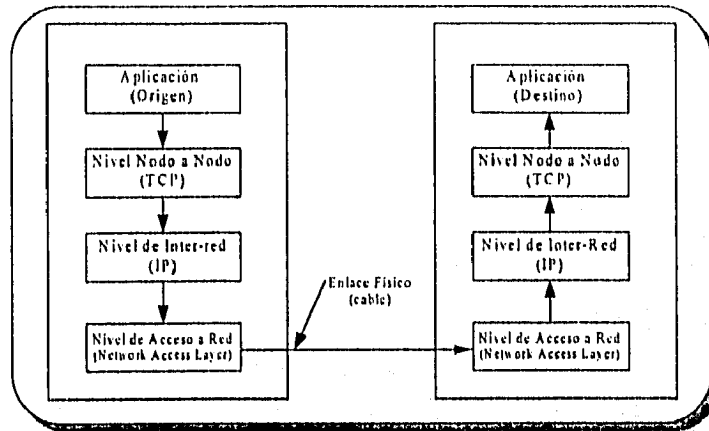 Aplicación
(Origen)
Nivel Nodo a Nodo
(TCP)
Nivel de Inter-red
(IP)
Nivel de Acceso a Red
(Network Access Layer)
Enlace Físico
(cable)
Aplicación
(Destino)
Nivel Nodo a Nodo
(TCP)
Nivel de Inter-Red
(IP)
Nivel de Acceso a Red
(Network Access Layer)